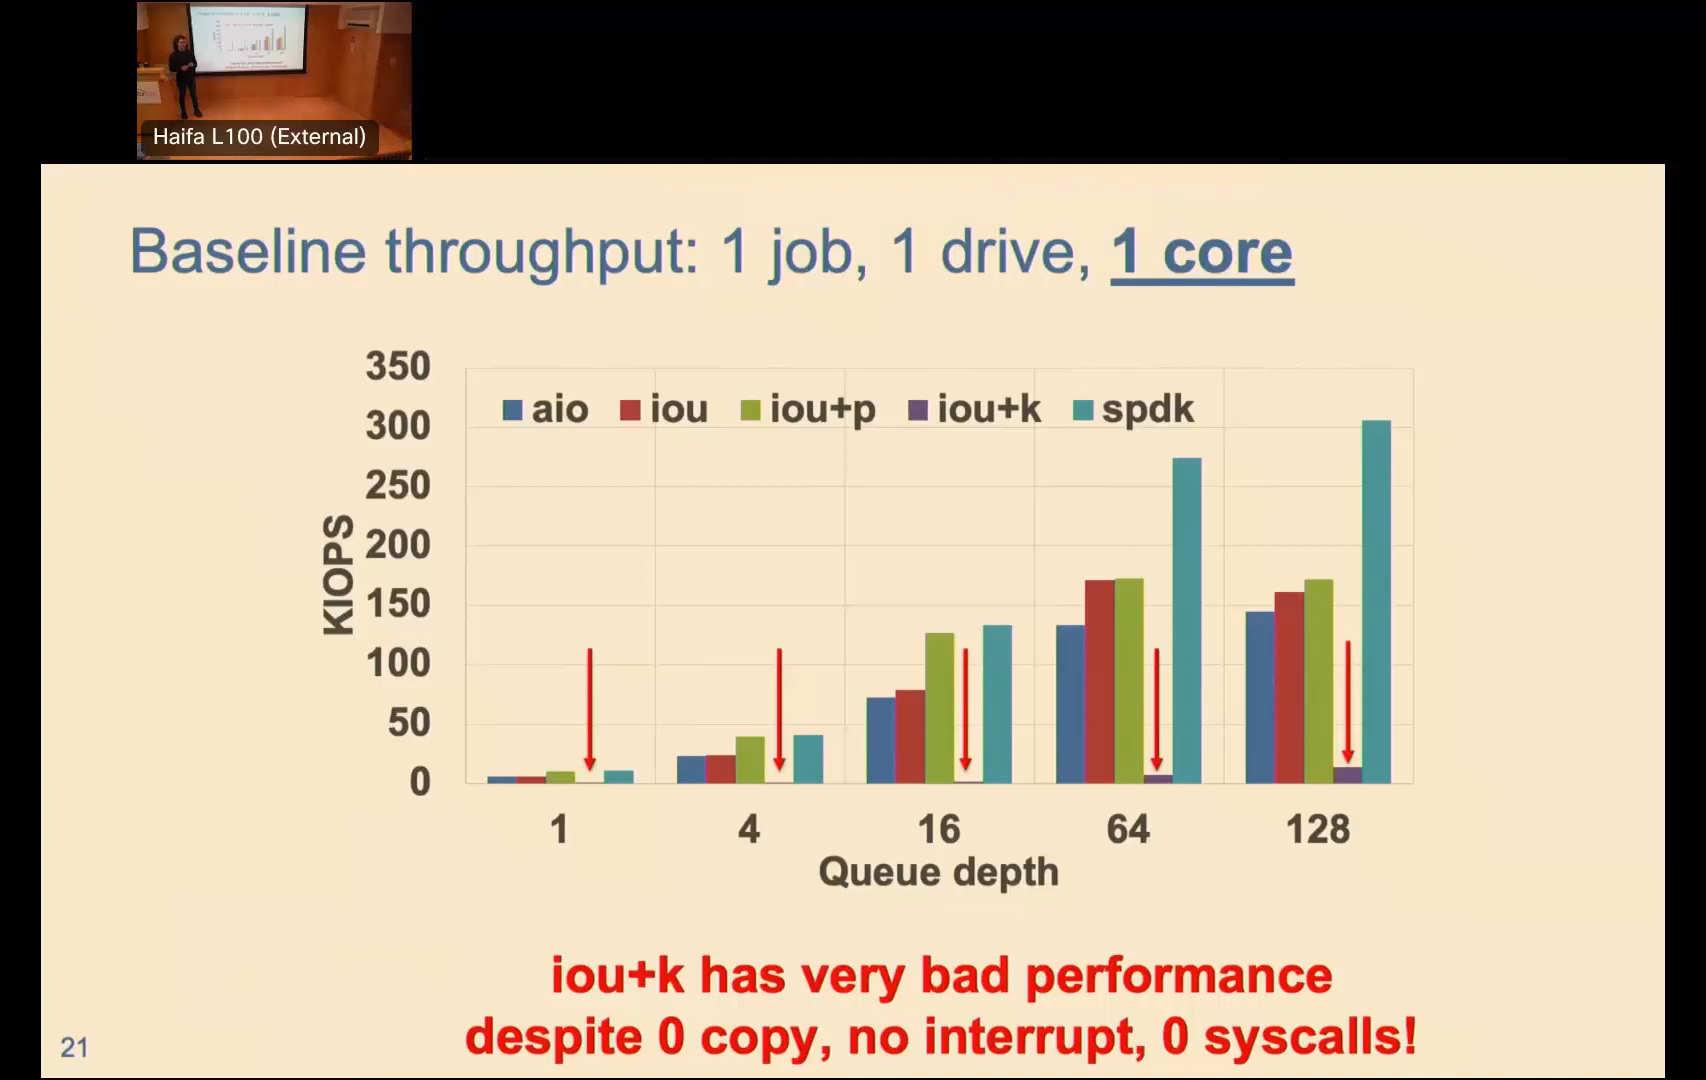 Haifa L100 (External)
Baseline throughput: 1 job, 1 drive, 1 core
350
300
250
200
150
100
50
0
KIOPS
aio iou iou+p iou+k spdk
1 4 16 64 128
Queue depth
iou+k has very bad performance
despite 0 copy, no interrupt, 0 syscalls!
21